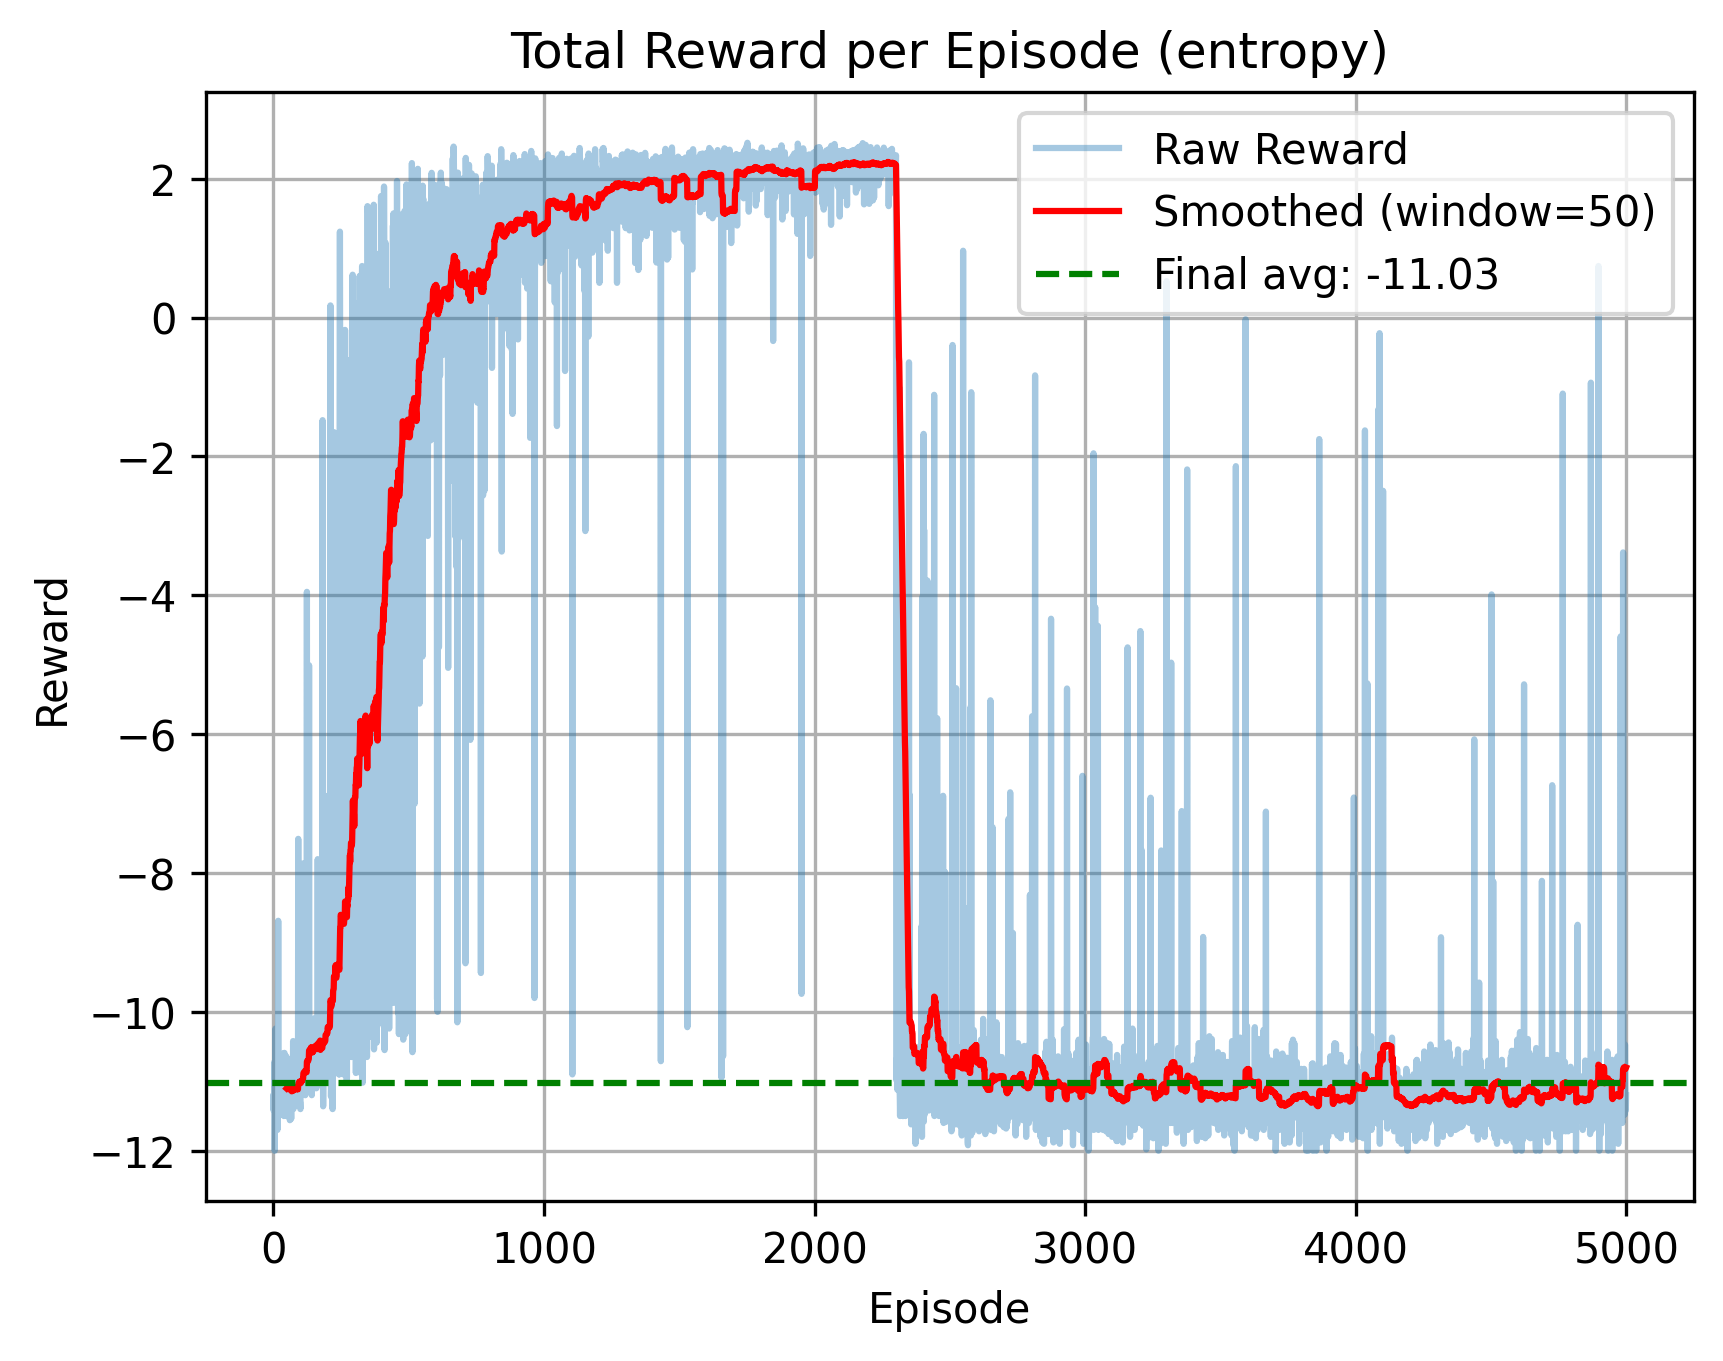 Total Reward per Episode (entropy)
Raw Reward
Smoothed (window=50)
Final avg: -11.03
Reward
2
0
−2
−4
−6
−8
−10
−12
0 1000 2000 3000 4000 5000
Episode